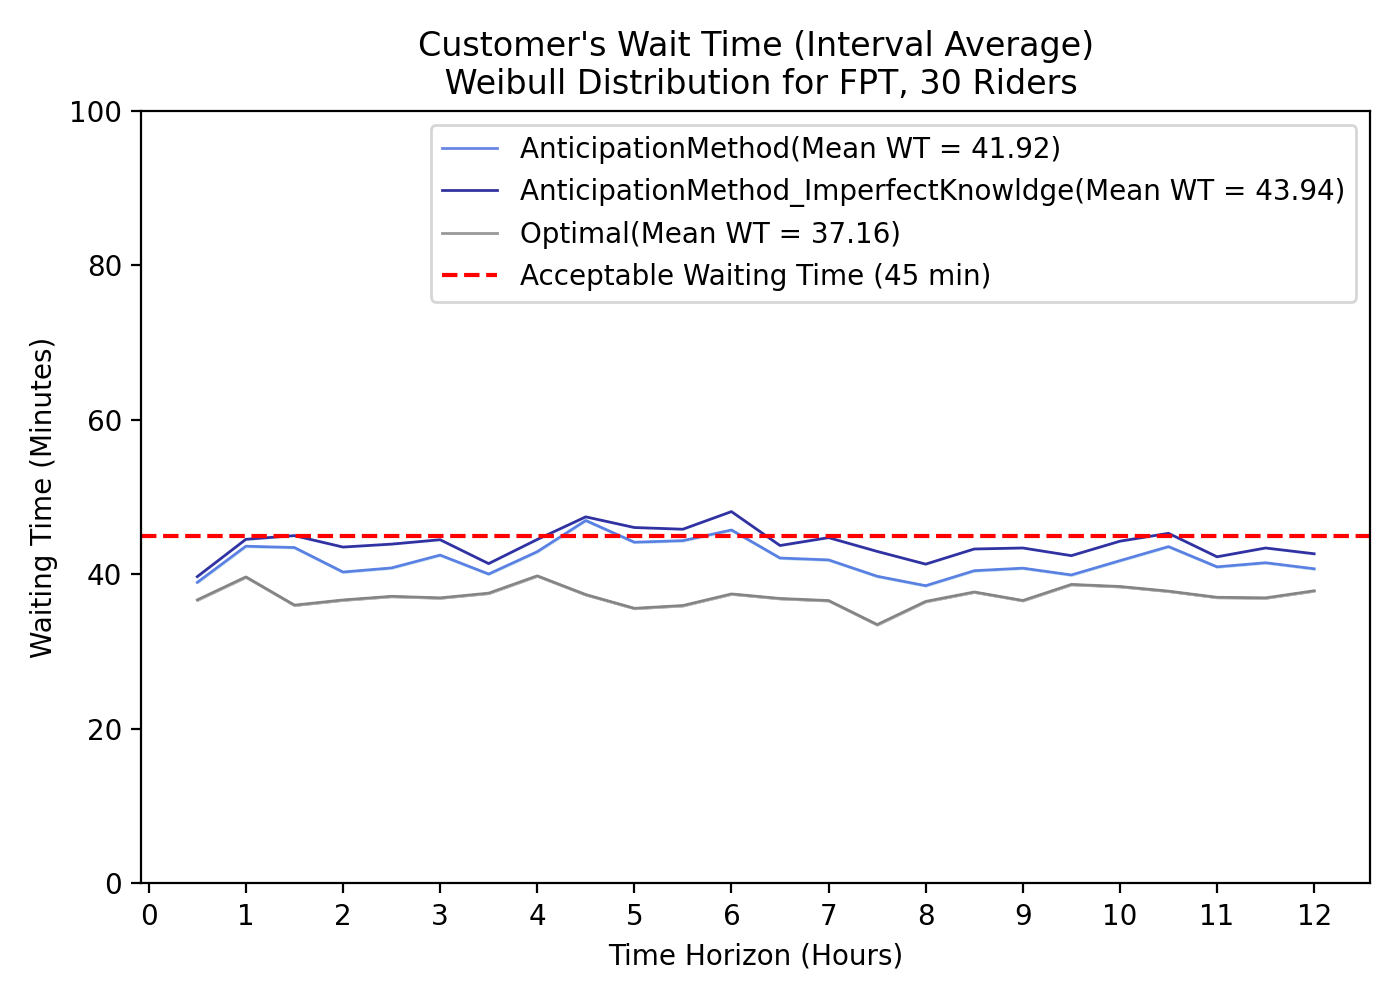 Customer's Wait Time (Interval Average)
Weibull Distribution for FPT, 30 Riders
AnticipationMethod(Mean WT = 41.92)
AnticipationMethod_ImperfectKnowldge(Mean WT = 43.94)
Optimal(Mean WT = 37.16)
Acceptable Waiting Time (45 min)
Waiting Time (Minutes)
100
80
60
40
20
0
0 1 2 3 4 5 6 7 8 9 10 11 12
Time Horizon (Hours)